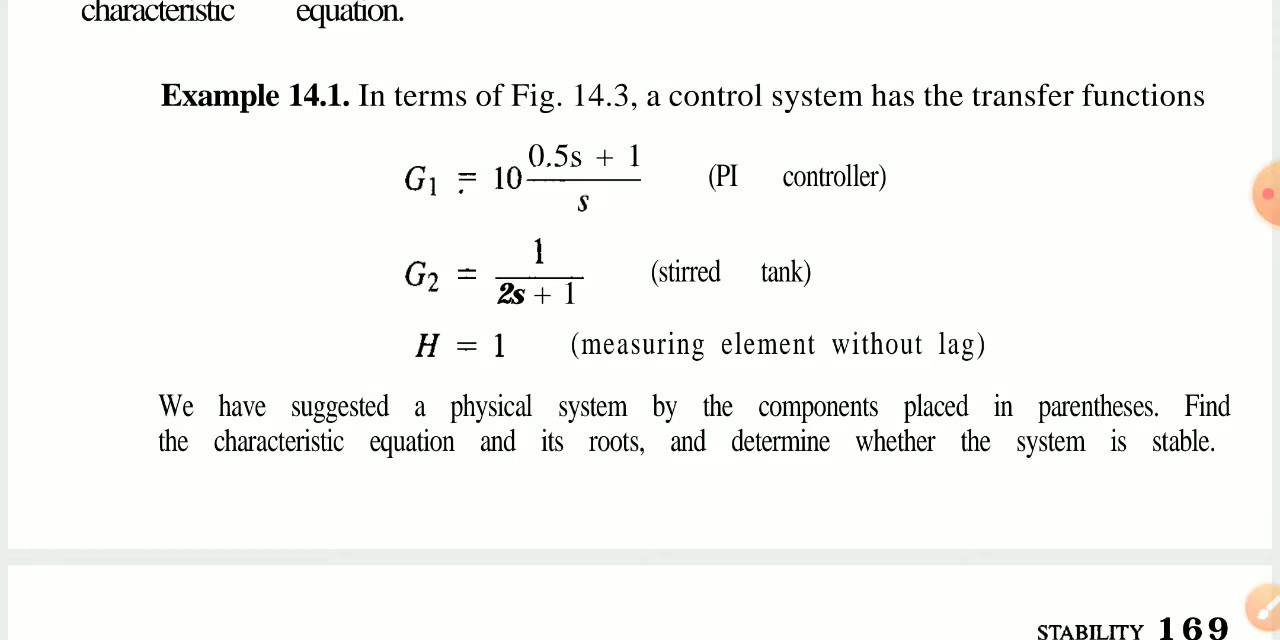 characteristic equation.
Example 14.1. In terms of Fig. 14.3, a control system has the transfer functions
G₁ = 10 (0.5s + 1)/s (PI controller)
G₂ = 1/(2s + 1) (stirred tank)
H = 1 (measuring element without lag)
We have suggested a physical system by the components placed in parentheses. Find
the characteristic equation and its roots, and determine whether the system is stable.
STABILITY 169